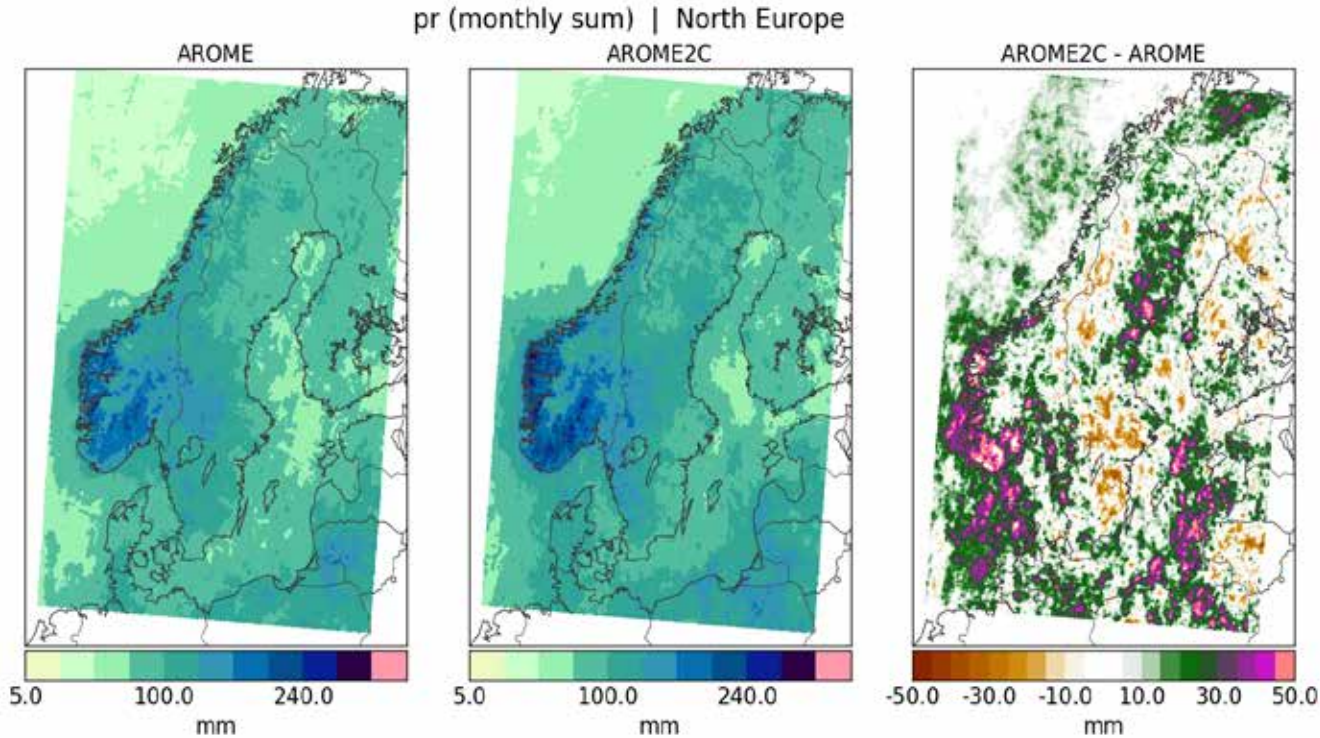 pr (monthly sum) | North Europe
AROME
AROME2C
AROME2C - AROME
5.0 100.0 240.0
5.0 100.0 240.0
-50.0 -30.0 -10.0 10.0 30.0 50.0
mm
mm
mm